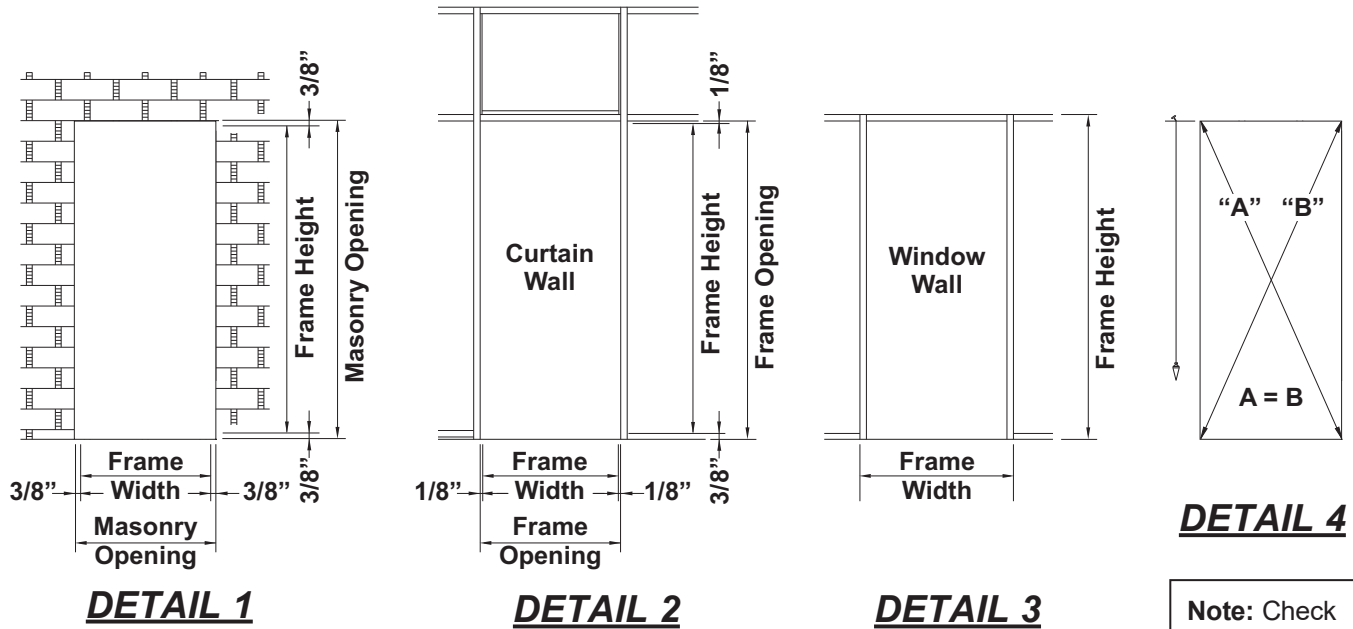 3/8”
Frame Height
Masonry Opening
3/8”
Frame
Width
3/8”
3/8”
Masonry
Opening
DETAIL 1
1/8”
Curtain
Wall
Frame Height
Frame Opening
3/8”
Frame
Width
1/8”
1/8”
Frame
Opening
DETAIL 2
Window
Wall
Frame Height
Frame
Width
DETAIL 3
“A” “B”
A = B
DETAIL 4
Note: Check